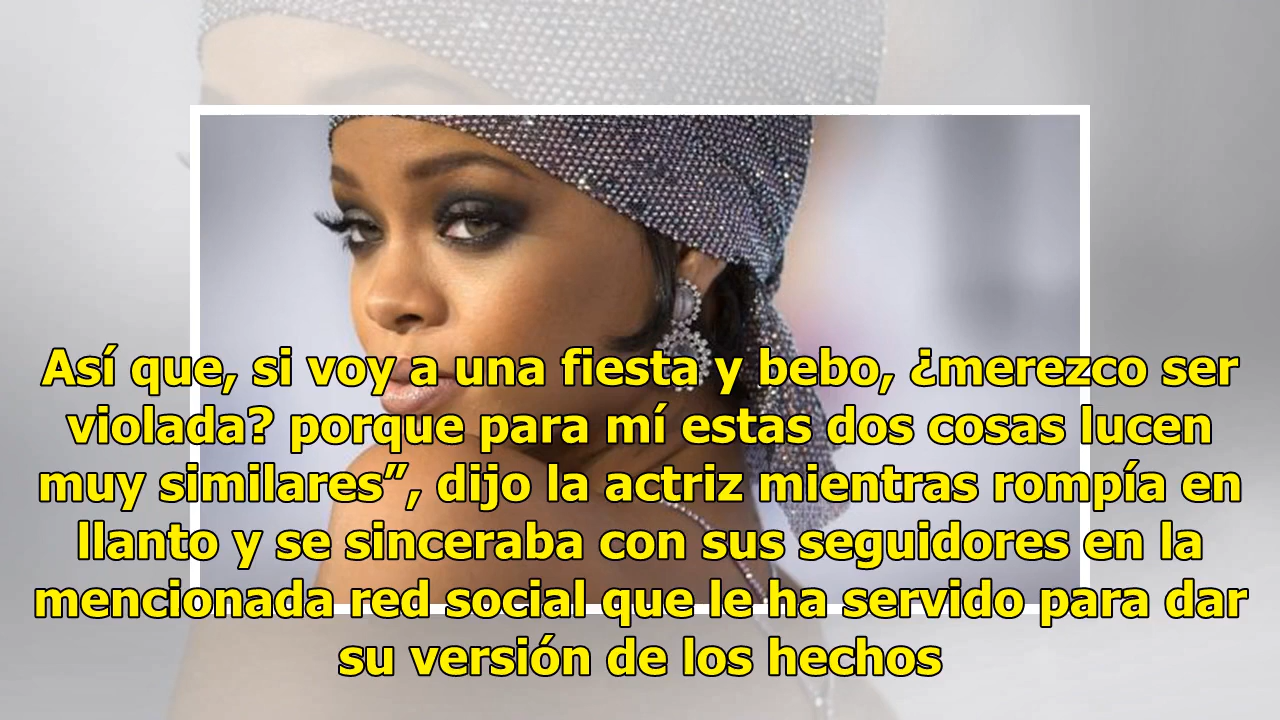 Así que, si voy a una fiesta y bebo, ¿merezco ser
violada? porque para mí estas dos cosas lucen
muy similares”, dijo la actriz mientras rompía en
llanto y se sinceraba con sus seguidores en la
mencionada red social que le ha servido para dar
su versión de los hechos